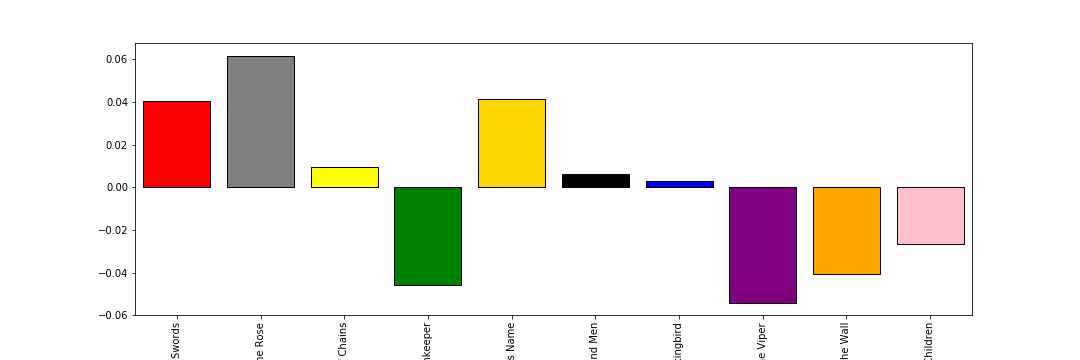 0.06
0.04
0.02
0.00
−0.02
−0.04
−0.06
Swords
he Rose
Chains
nkeeper
s Name
nd Men
kingbird
e Viper
he Wall
Children